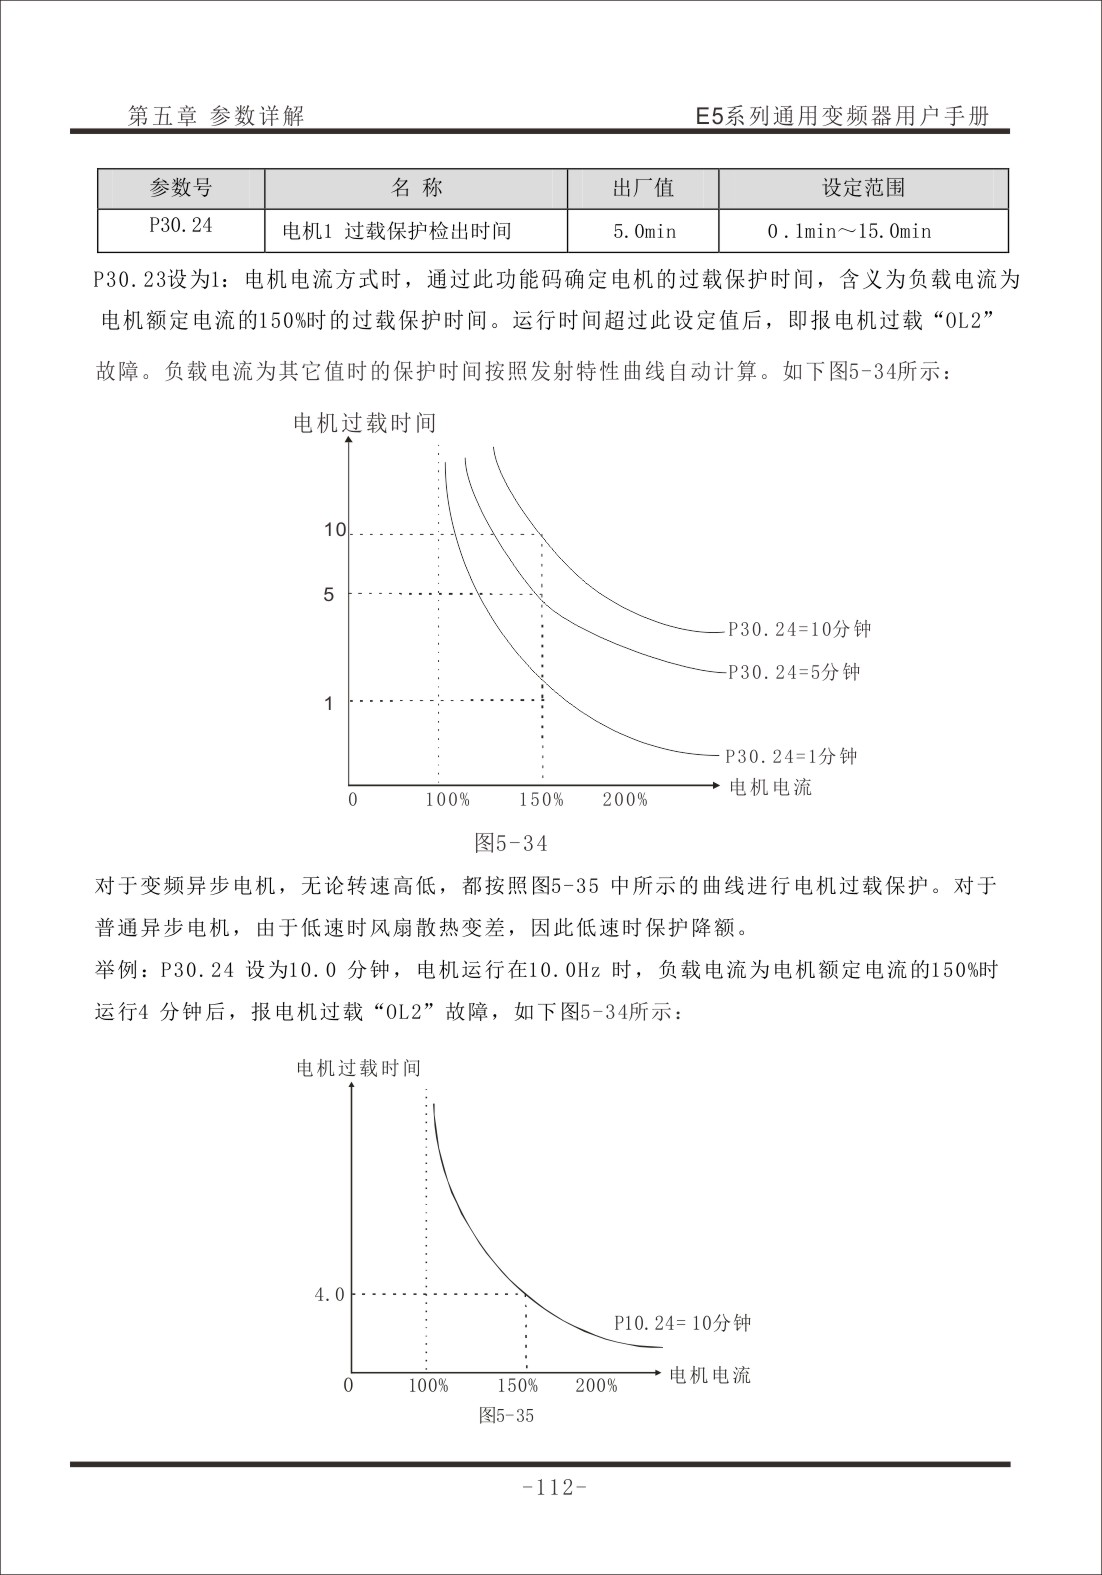 第五章 参数详解 E5系列通用变频器用户手册
参数号 名 称 出厂值 设定范围
P30.24 电机1 过载保护检出时间 5.0min 0.1min～15.0min
P30.23设为1：电机电流方式时，通过此功能码确定电机的过载保护时间，含义为负载电流为
电机额定电流的150%时的过载保护时间。运行时间超过此设定值后，即报电机过载“OL2”
故障。负载电流为其它值时的保护时间按照发射特性曲线自动计算。如下图5-34所示：
电机过载时间
10
5
P30.24=10分钟
P30.24=5分钟
1
P30.24=1分钟
电机电流
0 100% 150% 200%
图5-34
对于变频异步电机，无论转速高低，都按照图5-35 中所示的曲线进行电机过载保护。对于
普通异步电机，由于低速时风扇散热变差，因此低速时保护降额。
举例：P30.24 设为10.0 分钟，电机运行在10.0Hz 时，负载电流为电机额定电流的150%时
运行4 分钟后，报电机过载“OL2”故障，如下图5-34所示：
电机过载时间
4.0
P10.24=10分钟
电机电流
0 100% 150% 200%
图5-35
-112-